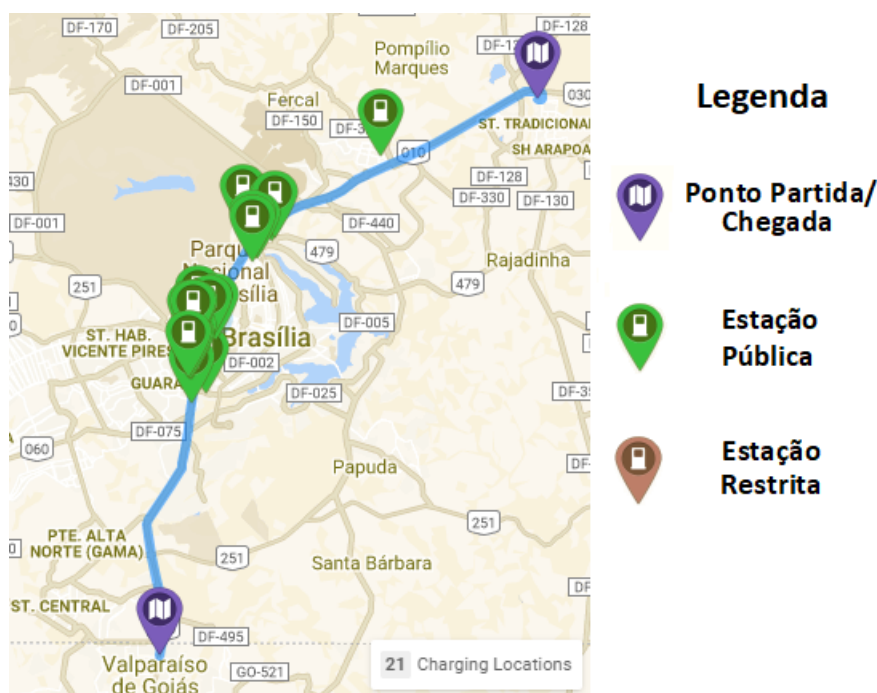 DF-170
DF-205
DF-128
Pompílio
Marques
DF-001
030
Fercal
DF-150
ST. TRADICIONAL
010
SH ARAPOA
DF-128
430
DF-330
DF-130
DF-001
DF-440
Parqu
479
Rajadinha
nacional
479
251
sília
DF-005
ST. HAB.
VICENTE PIRES
Brasília
DF-002
GUARA
DF-025
DF-075
060
Papuda
251
PTE. ALTA
NORTE (GAMA)
251
Santa Bárbara
ST. CENTRAL
DF-495
Valparaíso
de Goiás
GO-521
21 Charging Locations
Legenda
Ponto Partida/
Chegada
Estação
Pública
Estação
Restrita